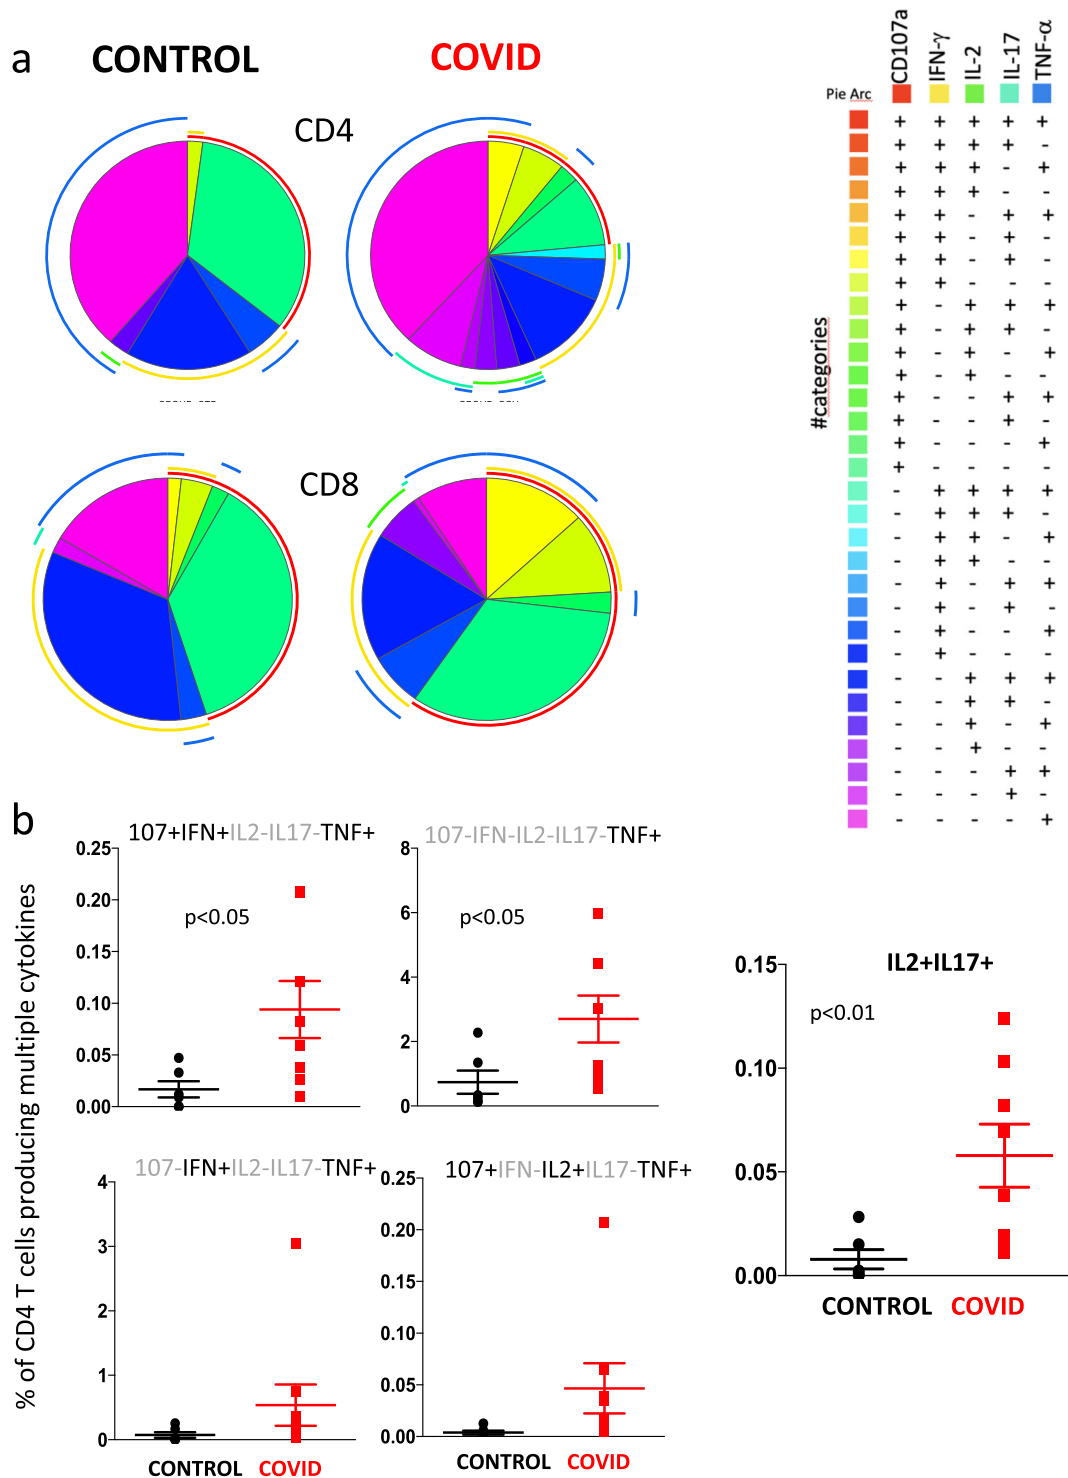 a
CONTROL
COVID
CD4
CD8
CD107a
IFN-γ
IL-2
IL-17
TNF-α
Pie Arc
#categories
+ + + + +
+ + + + -
+ + + - +
+ + + - -
+ + - + +
+ + - + -
+ + - + -
+ + - - -
+ - + + +
+ - + + -
+ - + - +
+ - + - -
+ - - + +
+ - - + -
+ - - - +
+ - - - -
- + + + +
- + + + -
- + + - +
- + + - -
- + - + +
- + - + -
- + - - +
- + - - -
- - + + +
- - + + -
- - + - +
- - + - -
- - - + +
- - - + -
- - - - +
b
% of CD4 T cells producing multiple cytokines
107+IFN+IL2-IL17-TNF+
0.25
0.20
0.15
0.10
0.05
0.00
p<0.05
107-IFN-IL2-IL17-TNF+
8
6
4
2
0
p<0.05
IL2+IL17+
0.15
0.10
0.05
0.00
p<0.01
CONTROL COVID
107-IFN+IL2-IL17-TNF+
4
3
2
1
0
CONTROL COVID
107+IFN-IL2+IL17-TNF+
0.25
0.20
0.15
0.10
0.05
0.00
CONTROL COVID